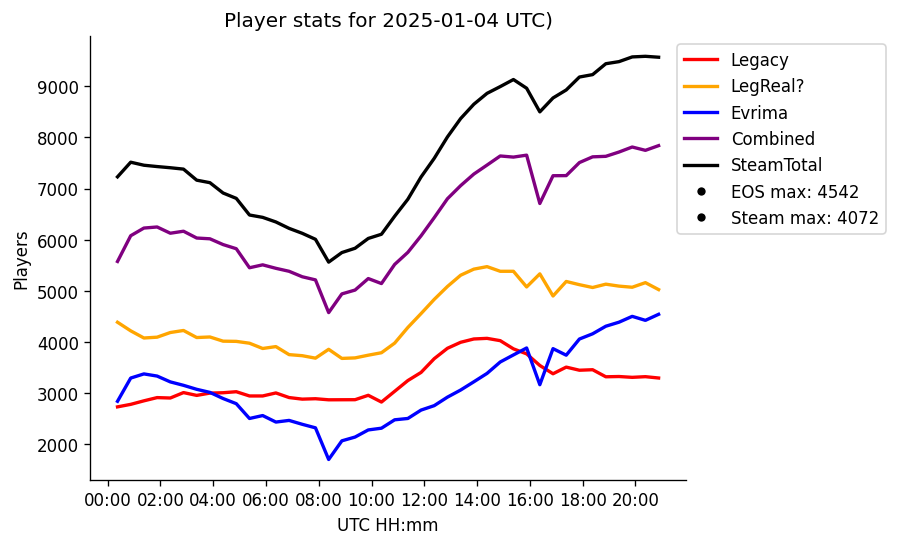 Player stats for 2025-01-04 UTC)
Players
9000
8000
7000
6000
5000
4000
3000
2000
00:00 02:00 04:00 06:00 08:00 10:00 12:00 14:00 16:00 18:00 20:00
UTC HH:mm
Legacy
LegReal?
Evrima
Combined
SteamTotal
EOS max: 4542
Steam max: 4072